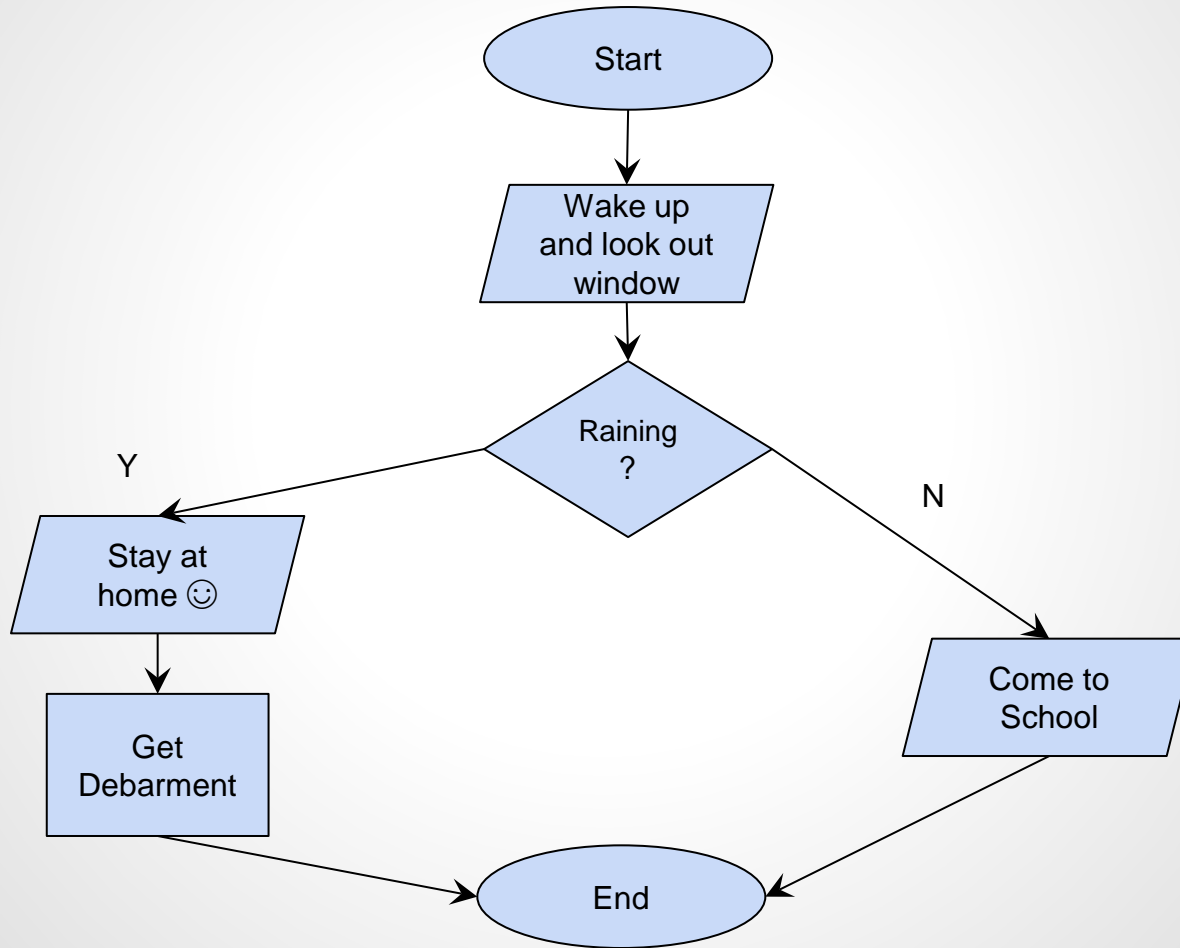 Start
Wake up
and look out
window
Raining
?
Y
N
Stay at
home ☺
Come to
School
Get
Debarment
End